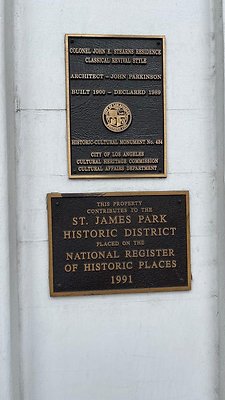 COLONEL JOHN E. STEARNS RESIDENCE
CLASSICAL REVIVAL STYLE
ARCHITECT - JOHN PARKINSON
BUILT 1900 - DECLARED 1989
HISTORIC-CULTURAL MONUMENT No. 434
CITY OF LOS ANGELES
CULTURAL HERITAGE COMMISSION
CULTURAL AFFAIRS DEPARTMENT
THIS PROPERTY
CONTRIBUTES TO THE
ST. JAMES PARK
HISTORIC DISTRICT
PLACED ON THE
NATIONAL REGISTER
OF HISTORIC PLACES
1991